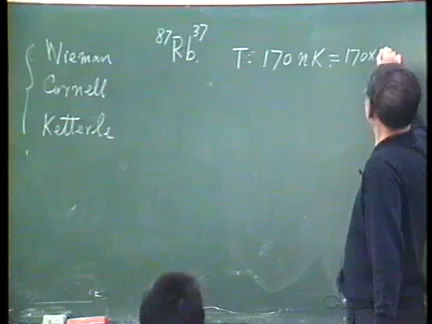 Wieman
Cornell
Ketterle
⁸⁷Rb³⁷
T: 170 nK = 170×